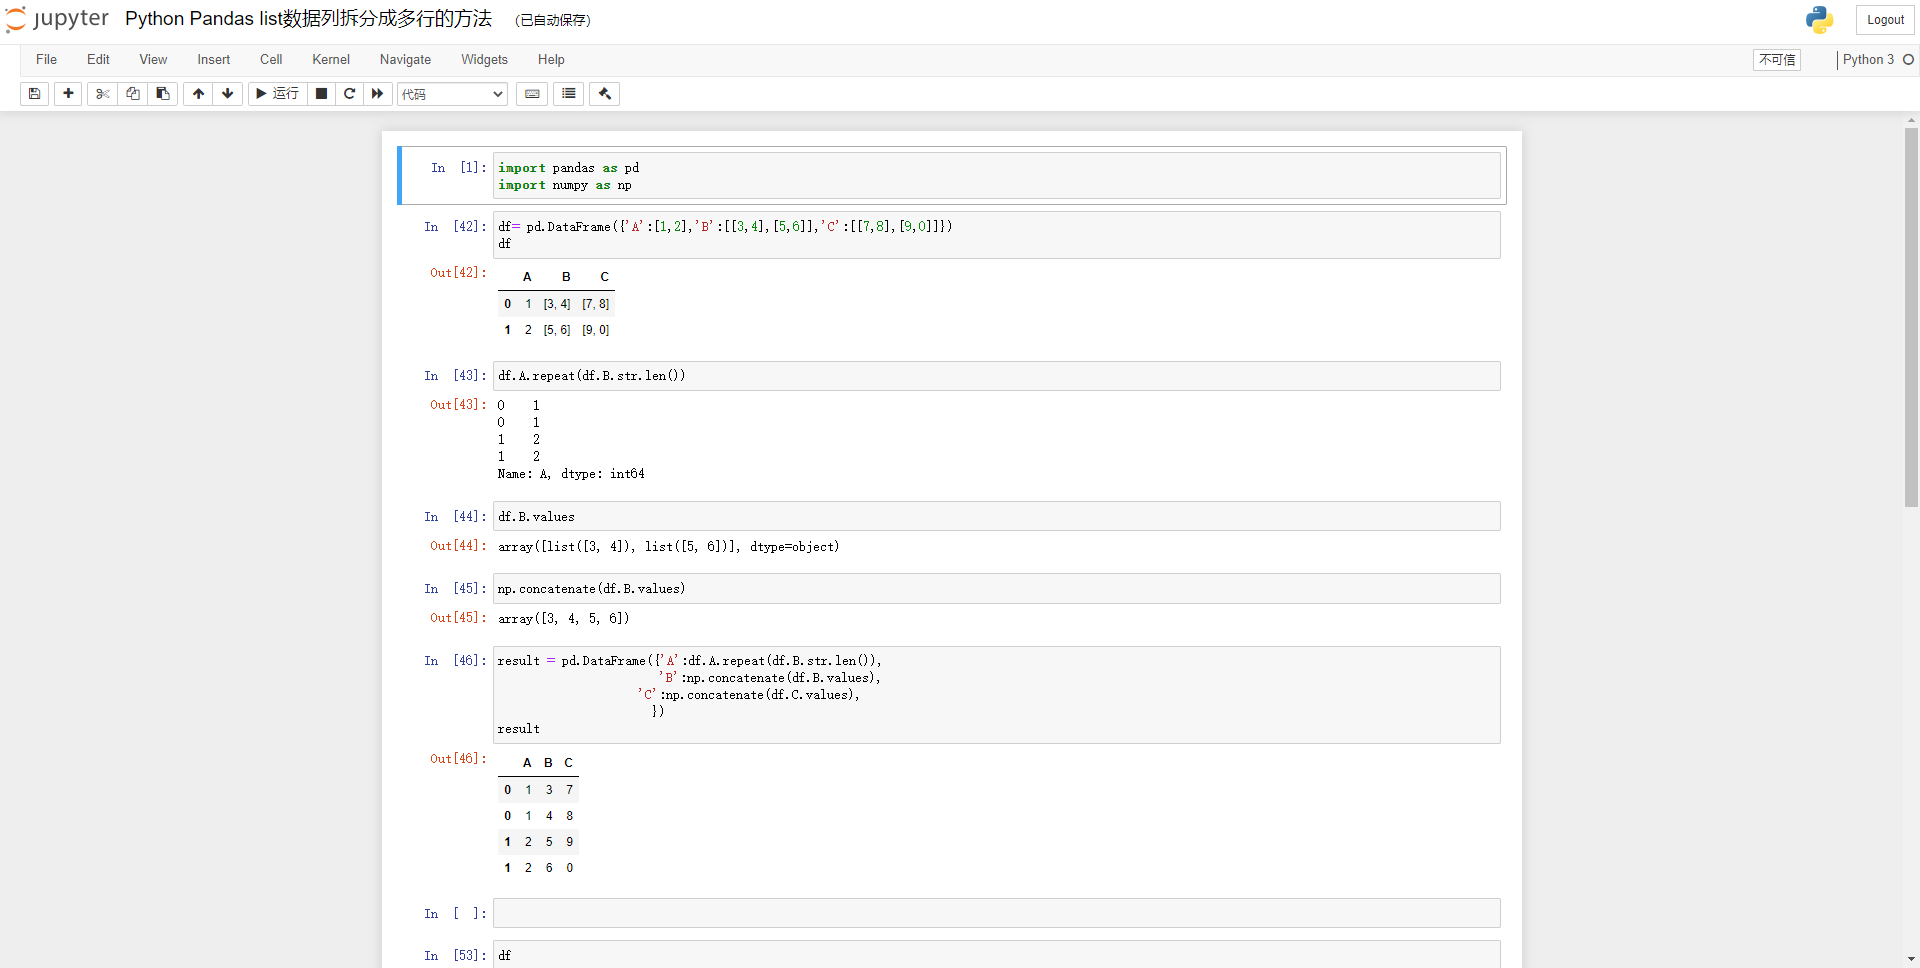 jupyter Python Pandas list数据列拆分成多行的方法 (已自动保存) Logout
File Edit View Insert Cell Kernel Navigate Widgets Help 不可信 Python 3
运行 代码
In [1]: import pandas as pd
import numpy as np
In [42]: df= pd.DataFrame({'A':[1,2],'B':[[3,4],[5,6]],'C':[[7,8],[9,0]]})
df
Out[42]:
A B C
0 1 [3, 4] [7, 8]
1 2 [5, 6] [9, 0]
In [43]: df.A.repeat(df.B.str.len())
Out[43]: 0 1
0 1
1 2
1 2
Name: A, dtype: int64
In [44]: df.B.values
Out[44]: array([list([3, 4]), list([5, 6])], dtype=object)
In [45]: np.concatenate(df.B.values)
Out[45]: array([3, 4, 5, 6])
In [46]: result = pd.DataFrame({'A':df.A.repeat(df.B.str.len()),
'B':np.concatenate(df.B.values),
'C':np.concatenate(df.C.values),
})
result
Out[46]:
A B C
0 1 3 7
0 1 4 8
1 2 5 9
1 2 6 0
In [ ]:
In [53]: df